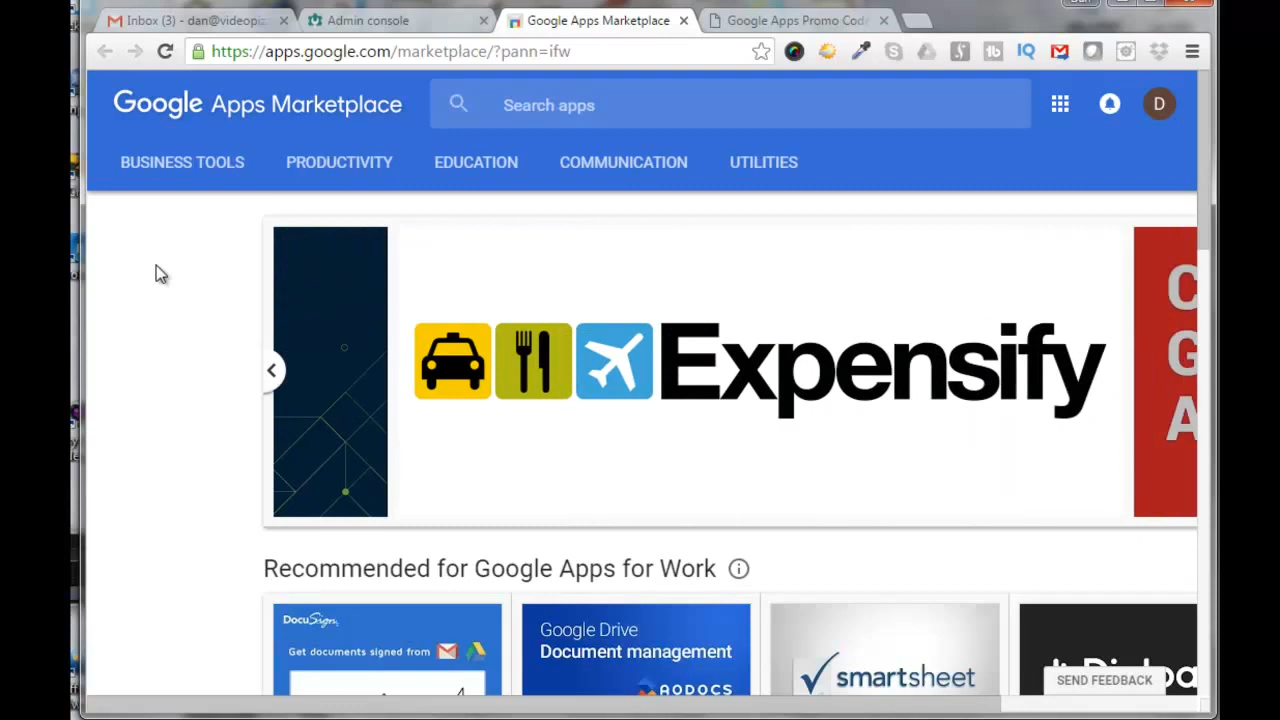 Inbox (3) - dan@videopiz
Admin console
Google Apps Marketplace
Google Apps Promo Code
https://apps.google.com/marketplace/?pann=ifw
Google Apps Marketplace
Search apps
D
BUSINESS TOOLS
PRODUCTIVITY
EDUCATION
COMMUNICATION
UTILITIES
Expensify
C
G
A
Recommended for Google Apps for Work
DocuSign
Get documents signed from
Google Drive
Document management
AODOCS
smartsheet
SEND FEEDBACK